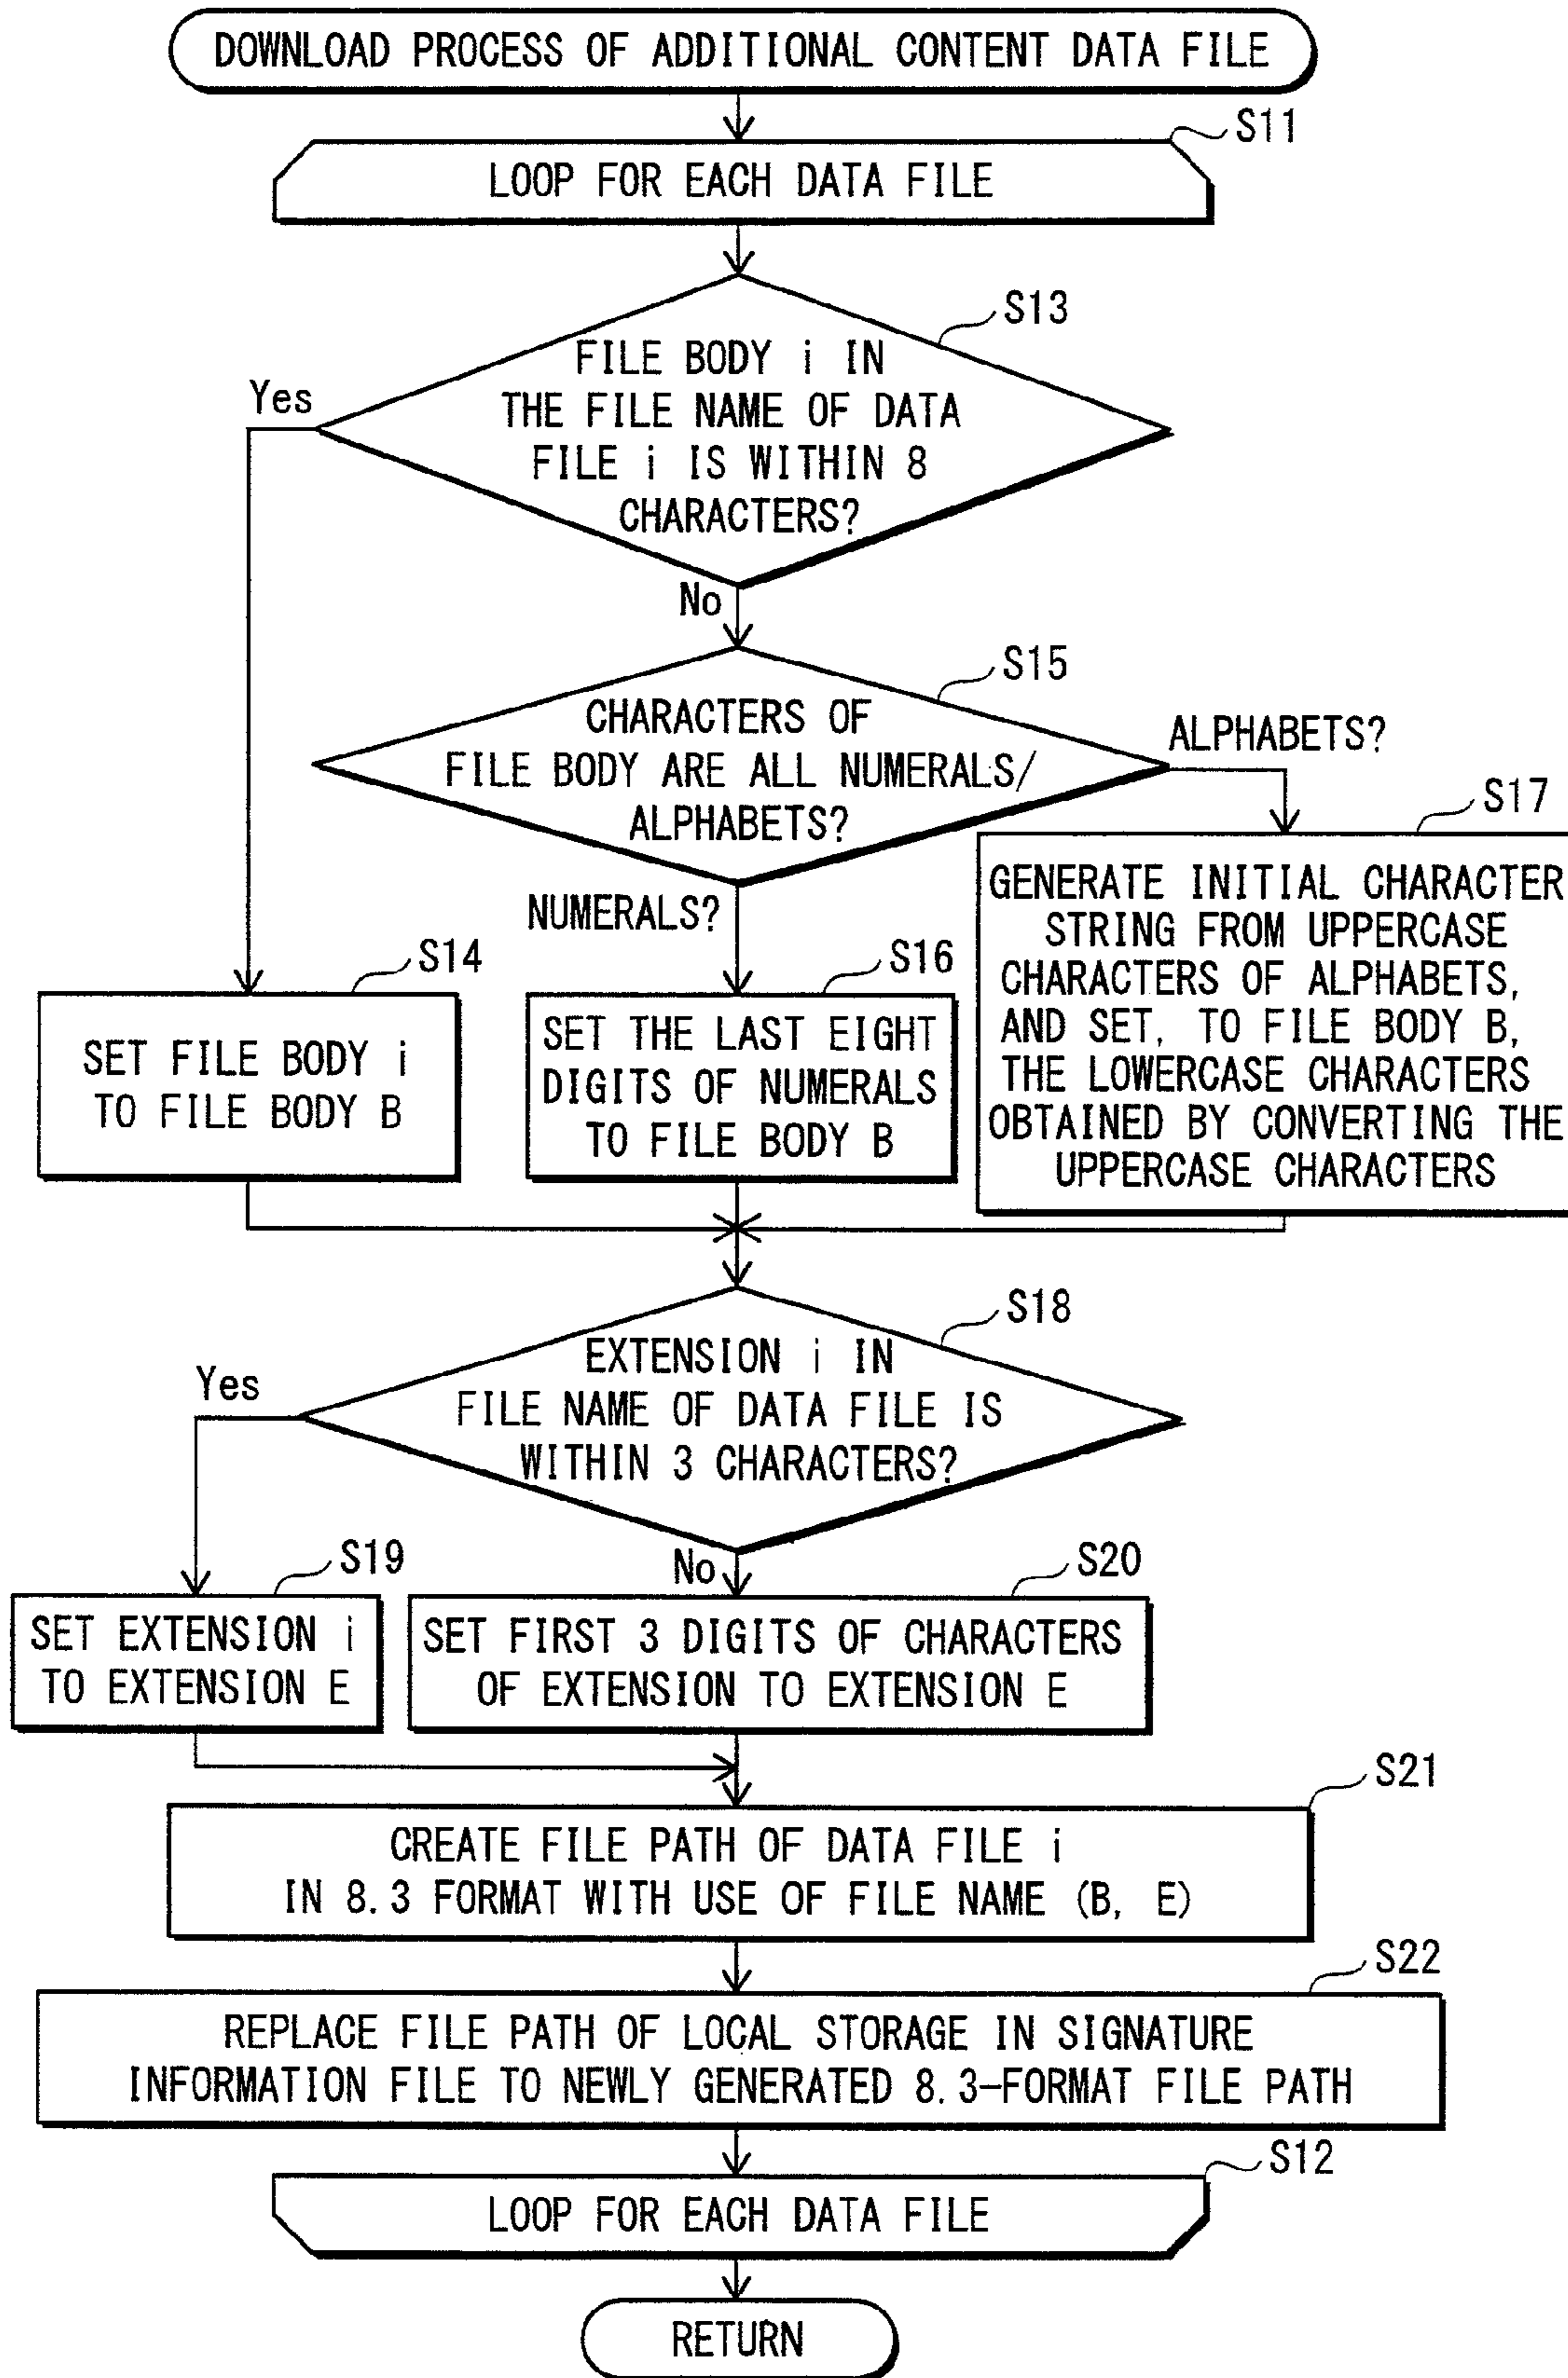 DOWNLOAD PROCESS OF ADDITIONAL CONTENT DATA FILE
S11
LOOP FOR EACH DATA FILE
S13
FILE BODY i IN
THE FILE NAME OF DATA
FILE i IS WITHIN 8
CHARACTERS?
Yes
No
S15
CHARACTERS OF
FILE BODY ARE ALL NUMERALS/
ALPHABETS?
ALPHABETS?
NUMERALS?
S14
SET FILE BODY i
TO FILE BODY B
S16
SET THE LAST EIGHT
DIGITS OF NUMERALS
TO FILE BODY B
S17
GENERATE INITIAL CHARACTER
STRING FROM UPPERCASE
CHARACTERS OF ALPHABETS,
AND SET, TO FILE BODY B,
THE LOWERCASE CHARACTERS
OBTAINED BY CONVERTING THE
UPPERCASE CHARACTERS
S18
EXTENSION i IN
FILE NAME OF DATA FILE IS
WITHIN 3 CHARACTERS?
Yes
No
S19
SET EXTENSION i
TO EXTENSION E
S20
SET FIRST 3 DIGITS OF CHARACTERS
OF EXTENSION TO EXTENSION E
S21
CREATE FILE PATH OF DATA FILE i
IN 8.3 FORMAT WITH USE OF FILE NAME (B, E)
S22
REPLACE FILE PATH OF LOCAL STORAGE IN SIGNATURE
INFORMATION FILE TO NEWLY GENERATED 8.3-FORMAT FILE PATH
S12
LOOP FOR EACH DATA FILE
RETURN